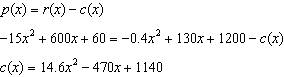 p(x) = r(x) − c(x)
−15x² + 600x + 60 = −0.4x² + 130x + 1200 − c(x)
c(x) = 14.6x² − 470x + 1140